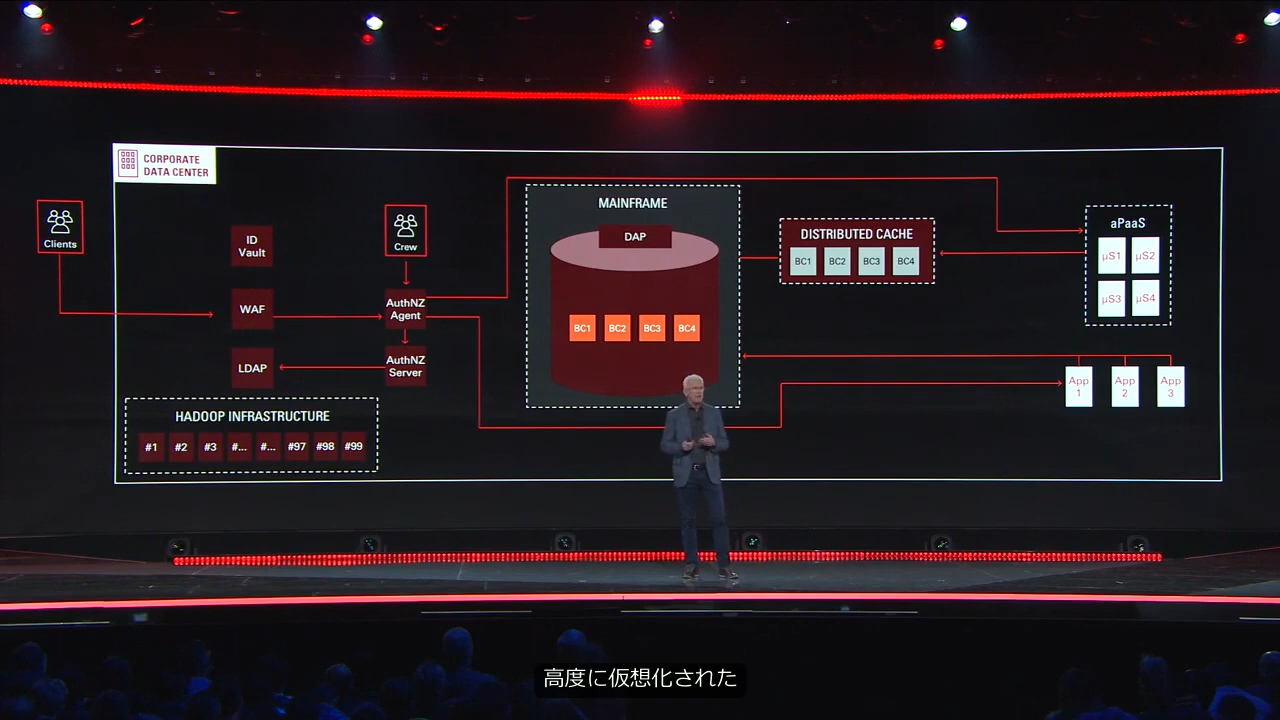 CORPORATE
DATA CENTER
Clients
ID
Vault
Crew
WAF
AuthNZ
Agent
LDAP
AuthNZ
Server
HADOOP INFRASTRUCTURE
#1 #2 #3 #... #... #97 #98 #99
MAINFRAME
DAP
BC1 BC2 BC3 BC4
DISTRIBUTED CACHE
BC1 BC2 BC3 BC4
aPaaS
µS1 µS2
µS3 µS4
App
1
App
2
App
3
高度に仮想化された